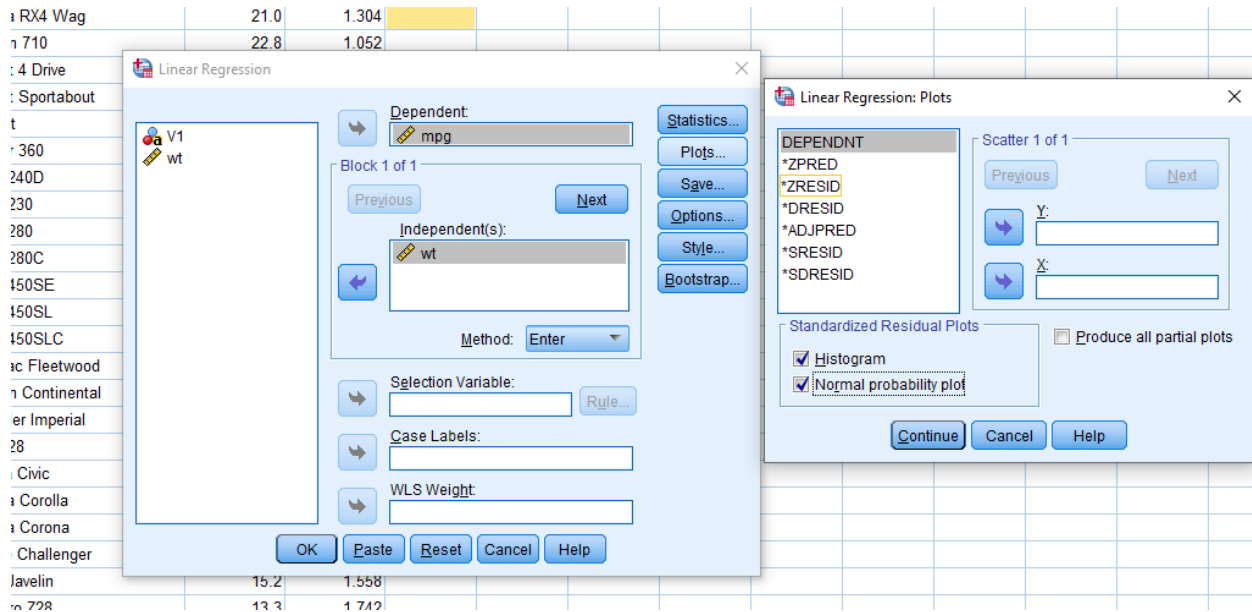 a RX4 Wag 21.0 1.304
n 710 22.8 1.052
t 4 Drive
t Sportabout
t
r 360
240D
230
280
280C
450SE
450SL
450SLC
ac Fleetwood
n Continental
ler Imperial
28
Civic
a Corolla
a Corona
e Challenger
Javelin 15.2 1.558
ro Z28 13.3 1.742
Linear Regression
V1
wt
Dependent:
mpg
Block 1 of 1
Previous
Next
Independent(s):
wt
Method: Enter
Selection Variable:
Rule...
Case Labels:
WLS Weight:
Statistics...
Plots...
Save...
Options...
Style...
Bootstrap...
OK Paste Reset Cancel Help
Linear Regression: Plots
DEPENDNT
*ZPRED
*ZRESID
*DRESID
*ADJPRED
*SRESID
*SDRESID
Scatter 1 of 1
Previous
Next
Y:
X:
Standardized Residual Plots
Histogram
Normal probability plot
Produce all partial plots
Continue Cancel Help